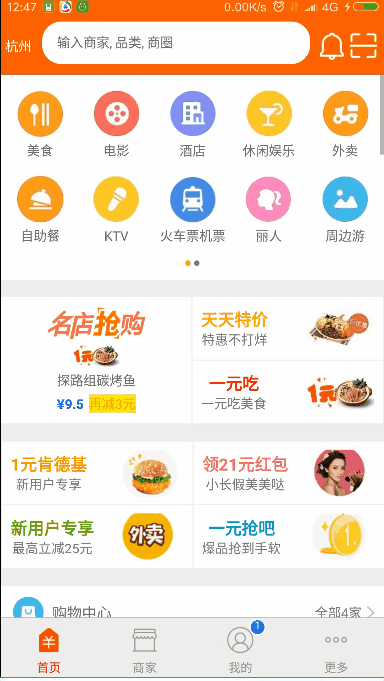 12:47 0.00K/s 4G
杭州 输入商家, 品类, 商圈
美食 电影 酒店 休闲娱乐 外卖
自助餐 KTV 火车票机票 丽人 周边游
名店抢购
1元
探路组碳烤鱼
¥9.5 再减3元
天天特价
特惠不打烊
一元吃
一元吃美食
1元
1元肯德基
新用户专享
领21元红包
小长假美美哒
新用户专享
最高立减25元
外卖
一元抢吧
爆品抢到手软
1
购物中心 全部4家
1
首页 商家 我的 更多